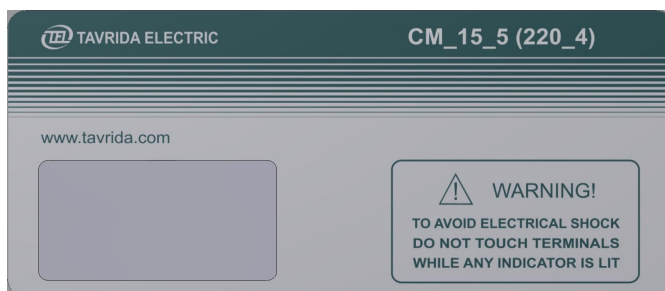 TEL TAVRIDA ELECTRIC
CM_15_5 (220_4)
www.tavrida.com
WARNING!
TO AVOID ELECTRICAL SHOCK
DO NOT TOUCH TERMINALS
WHILE ANY INDICATOR IS LIT